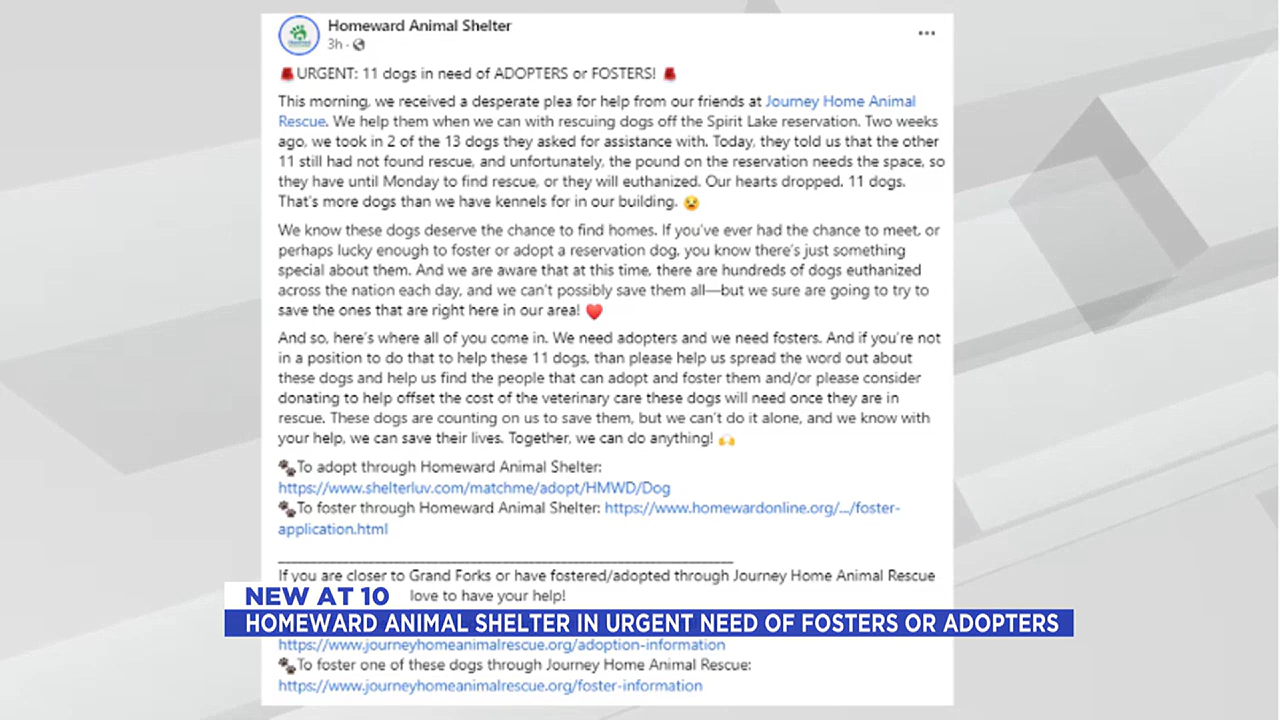 Homeward Animal Shelter
3h
URGENT: 11 dogs in need of ADOPTERS or FOSTERS!
This morning, we received a desperate plea for help from our friends at Journey Home Animal
Rescue. We help them when we can with rescuing dogs off the Spirit Lake reservation. Two weeks
ago, we took in 2 of the 13 dogs they asked for assistance with. Today, they told us that the other
11 still had not found rescue, and unfortunately, the pound on the reservation needs the space, so
they have until Monday to find rescue, or they will euthanized. Our hearts dropped. 11 dogs.
That's more dogs than we have kennels for in our building. 😢
We know these dogs deserve the chance to find homes. If you've ever had the chance to meet, or
perhaps lucky enough to foster or adopt a reservation dog, you know there's just something
special about them. And we are aware that at this time, there are hundreds of dogs euthanized
across the nation each day, and we can't possibly save them all—but we sure are going to try to
save the ones that are right here in our area! ❤️
And so, here's where all of you come in. We need adopters and we need fosters. And if you're not
in a position to do that to help these 11 dogs, than please help us spread the word out about
these dogs and help us find the people that can adopt and foster them and/or please consider
donating to help offset the cost of the veterinary care these dogs will need once they are in
rescue. These dogs are counting on us to save them, but we can't do it alone, and we know with
your help, we can save their lives. Together, we can do anything! 🙌
🐾To adopt through Homeward Animal Shelter:
https://www.shelterluv.com/matchme/adopt/HMWD/Dog
🐾To foster through Homeward Animal Shelter: https://www.homewardonline.org/.../foster-
application.html
If you are closer to Grand Forks or have fostered/adopted through Journey Home Animal Rescue
love to have your help!
NEW AT 10
HOMEWARD ANIMAL SHELTER IN URGENT NEED OF FOSTERS OR ADOPTERS
https://www.journeyhomeanimalrescue.org/adoption-information
🐾To foster one of these dogs through Journey Home Animal Rescue:
https://www.journeyhomeanimalrescue.org/foster-information